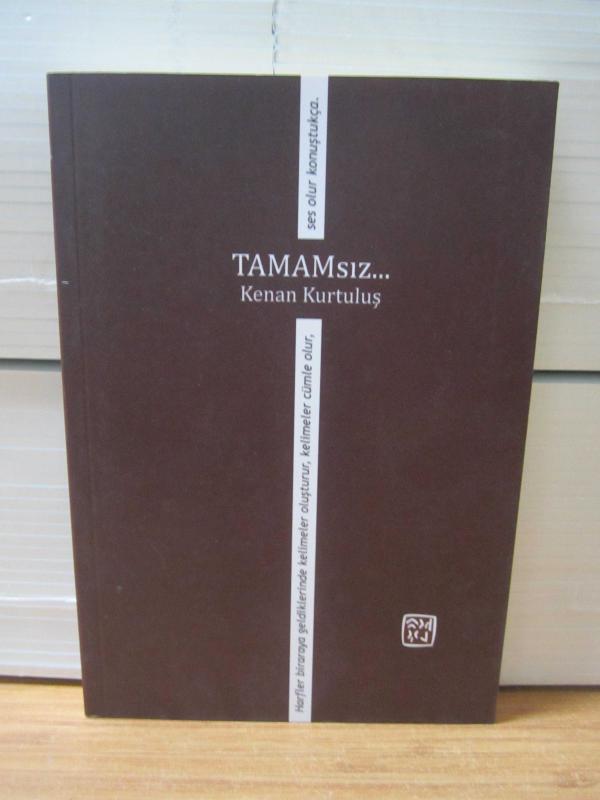 TAMAMsız...
Kenan Kurtuluş
Harfler biraraya geldiklerinde kelimeler oluşturur, kelimeler cümle olur,
ses olur konuştukça.